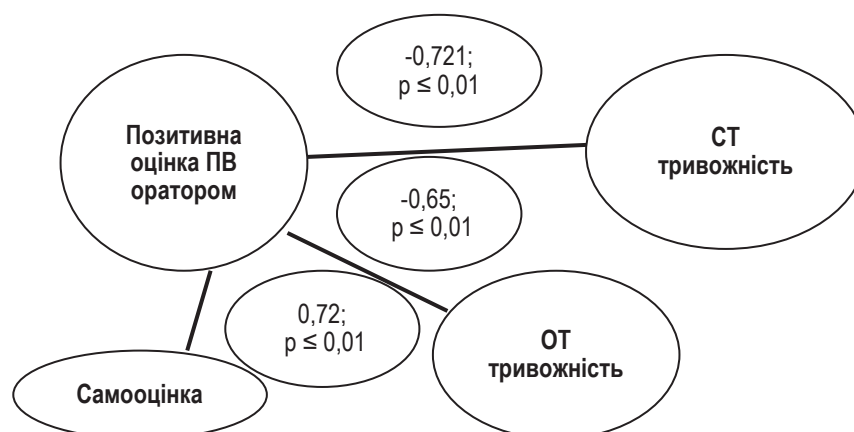 -0,721;
p ≤ 0,01
Позитивна
оцінка ПВ
оратором
СТ
тривожність
-0,65;
p ≤ 0,01
0,72;
p ≤ 0,01
ОТ
тривожність
Самооцінка